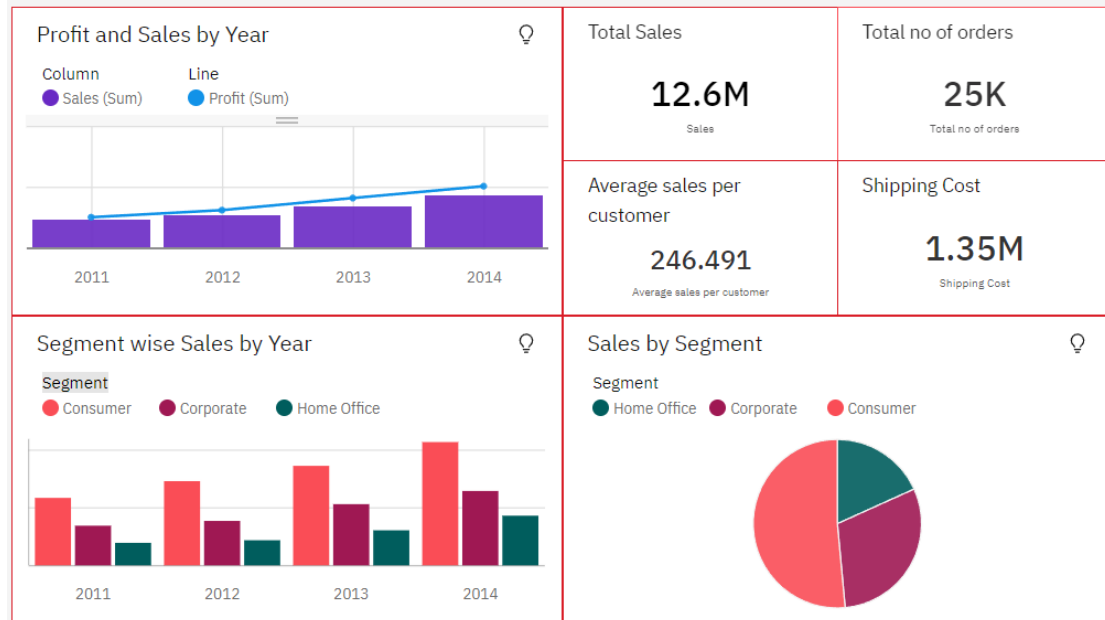 Profit and Sales by Year
Column Line
Sales (Sum) Profit (Sum)
2011 2012 2013 2014
Total Sales
12.6M
Sales
Total no of orders
25K
Total no of orders
Average sales per
customer
246.491
Average sales per customer
Shipping Cost
1.35M
Shipping Cost
Segment wise Sales by Year
Segment
Consumer Corporate Home Office
2011 2012 2013 2014
Sales by Segment
Segment
Home Office Corporate Consumer